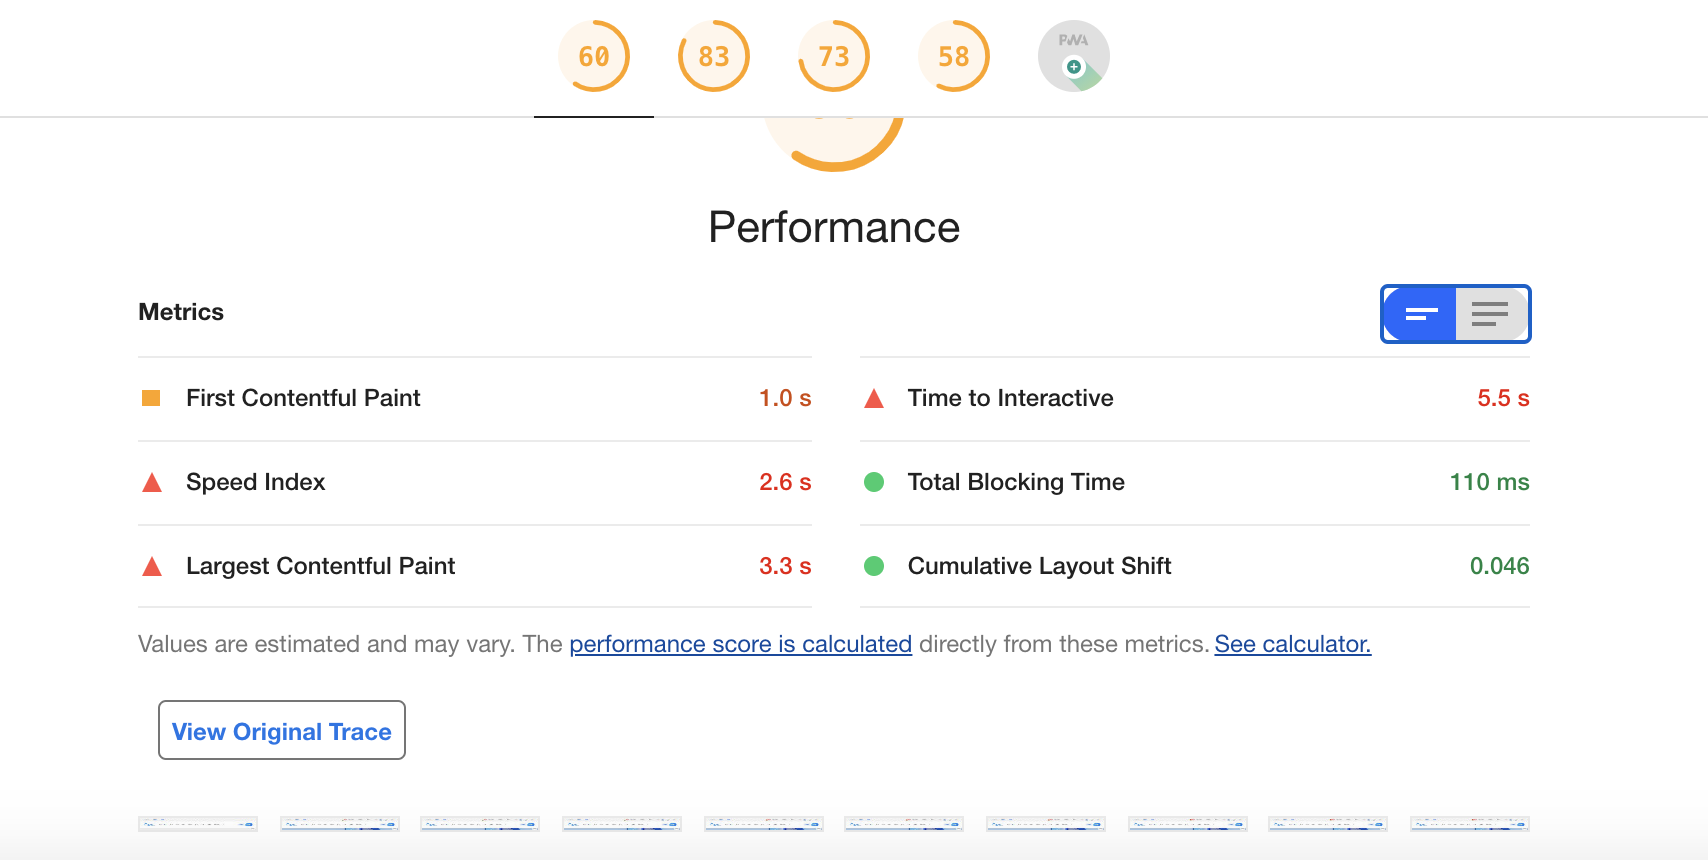 60 83 73 58 PWA
Performance
Metrics
First Contentful Paint 1.0 s
Time to Interactive 5.5 s
Speed Index 2.6 s
Total Blocking Time 110 ms
Largest Contentful Paint 3.3 s
Cumulative Layout Shift 0.046
Values are estimated and may vary. The performance score is calculated directly from these metrics. See calculator.
View Original Trace